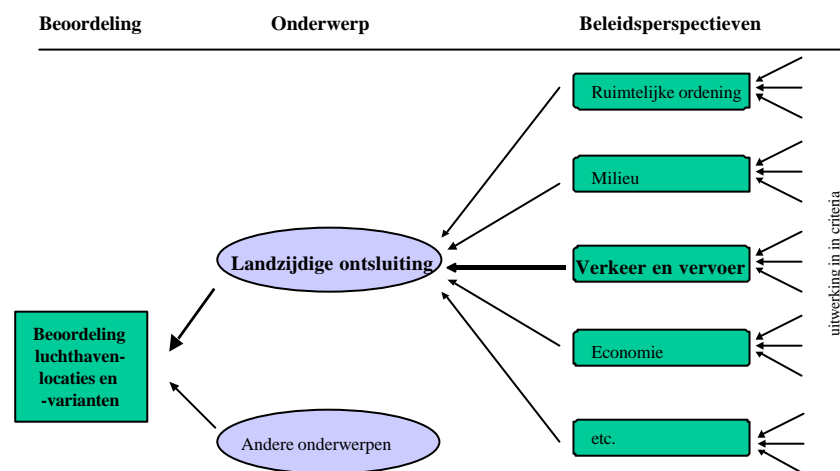 Beoordeling Onderwerp Beleidsperspectieven
Ruimtelijke ordening
Milieu
Landzijdige ontsluiting
Verkeer en vervoer
Beoordeling
luchthaven-
locaties en
-varianten
Economie
Andere onderwerpen
etc.
uitwerking in in criteria